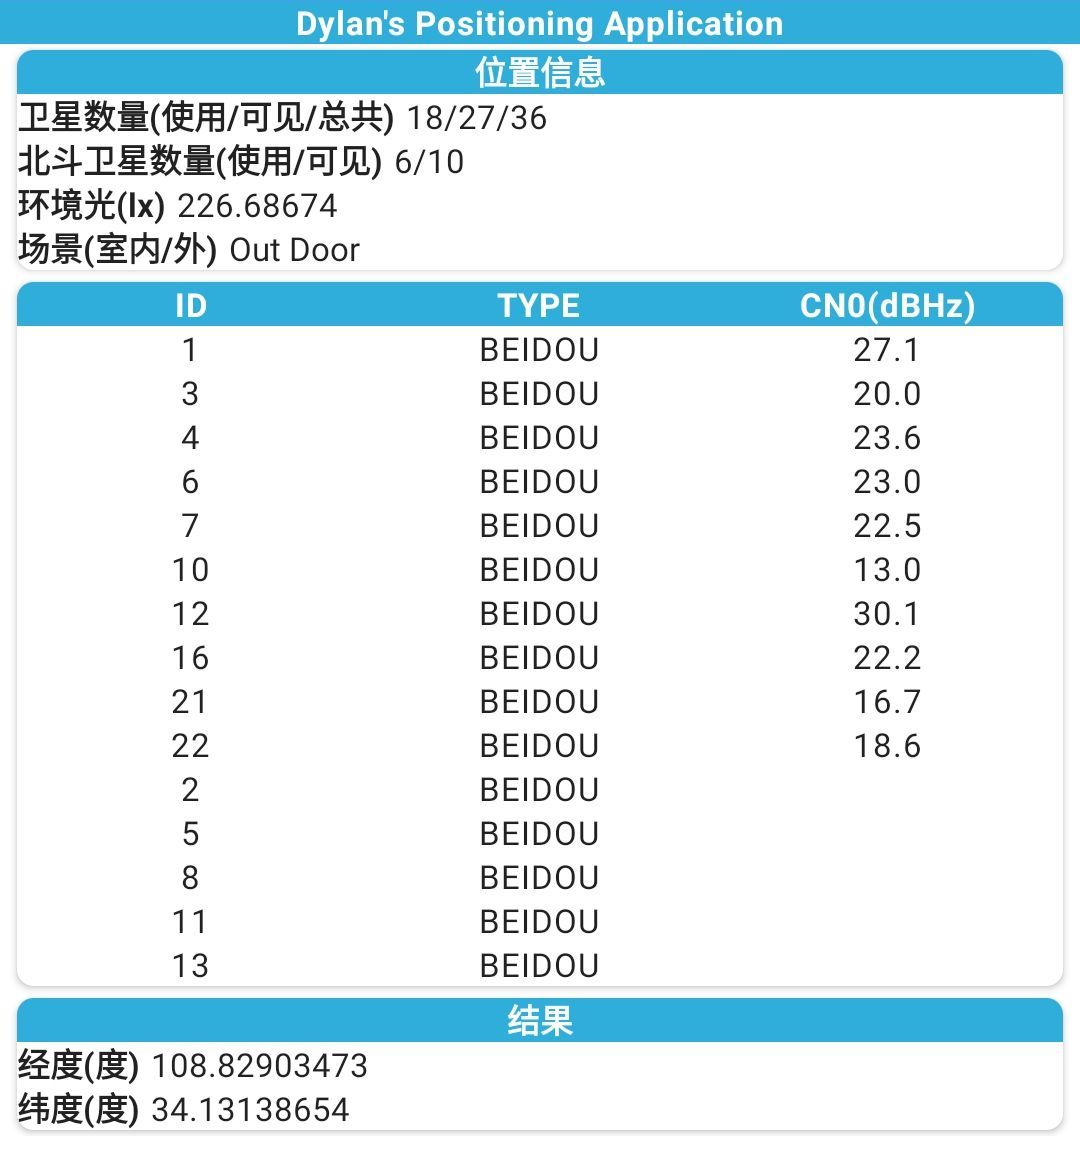 Dylan's Positioning Application
位置信息
卫星数量(使用/可见/总共) 18/27/36
北斗卫星数量(使用/可见) 6/10
环境光(lx) 226.68674
场景(室内/外) Out Door
ID TYPE CN0(dBHz)
1 BEIDOU 27.1
3 BEIDOU 20.0
4 BEIDOU 23.6
6 BEIDOU 23.0
7 BEIDOU 22.5
10 BEIDOU 13.0
12 BEIDOU 30.1
16 BEIDOU 22.2
21 BEIDOU 16.7
22 BEIDOU 18.6
2 BEIDOU
5 BEIDOU
8 BEIDOU
11 BEIDOU
13 BEIDOU
结果
经度(度) 108.82903473
纬度(度) 34.13138654